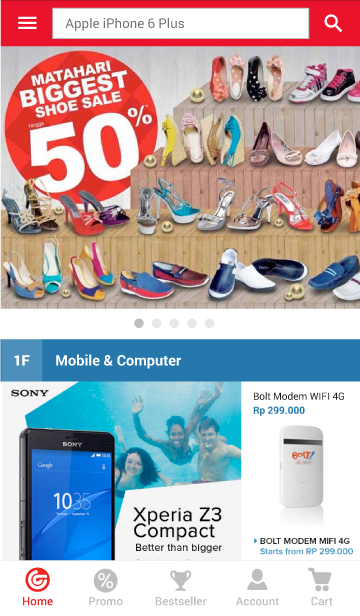 Apple iPhone 6 Plus
MATAHARI
BIGGEST
SHOE SALE
hingga
50%*
1F Mobile & Computer
SONY
Google
10:35
Xperia Z3
Compact
Better than bigger
Bolt Modem WIFI 4G
Rp 299.000
BOLT!
BOLT MODEM MIFI 4G
Starts from RP 299.000
Home
Promo
Bestseller
Account
Cart